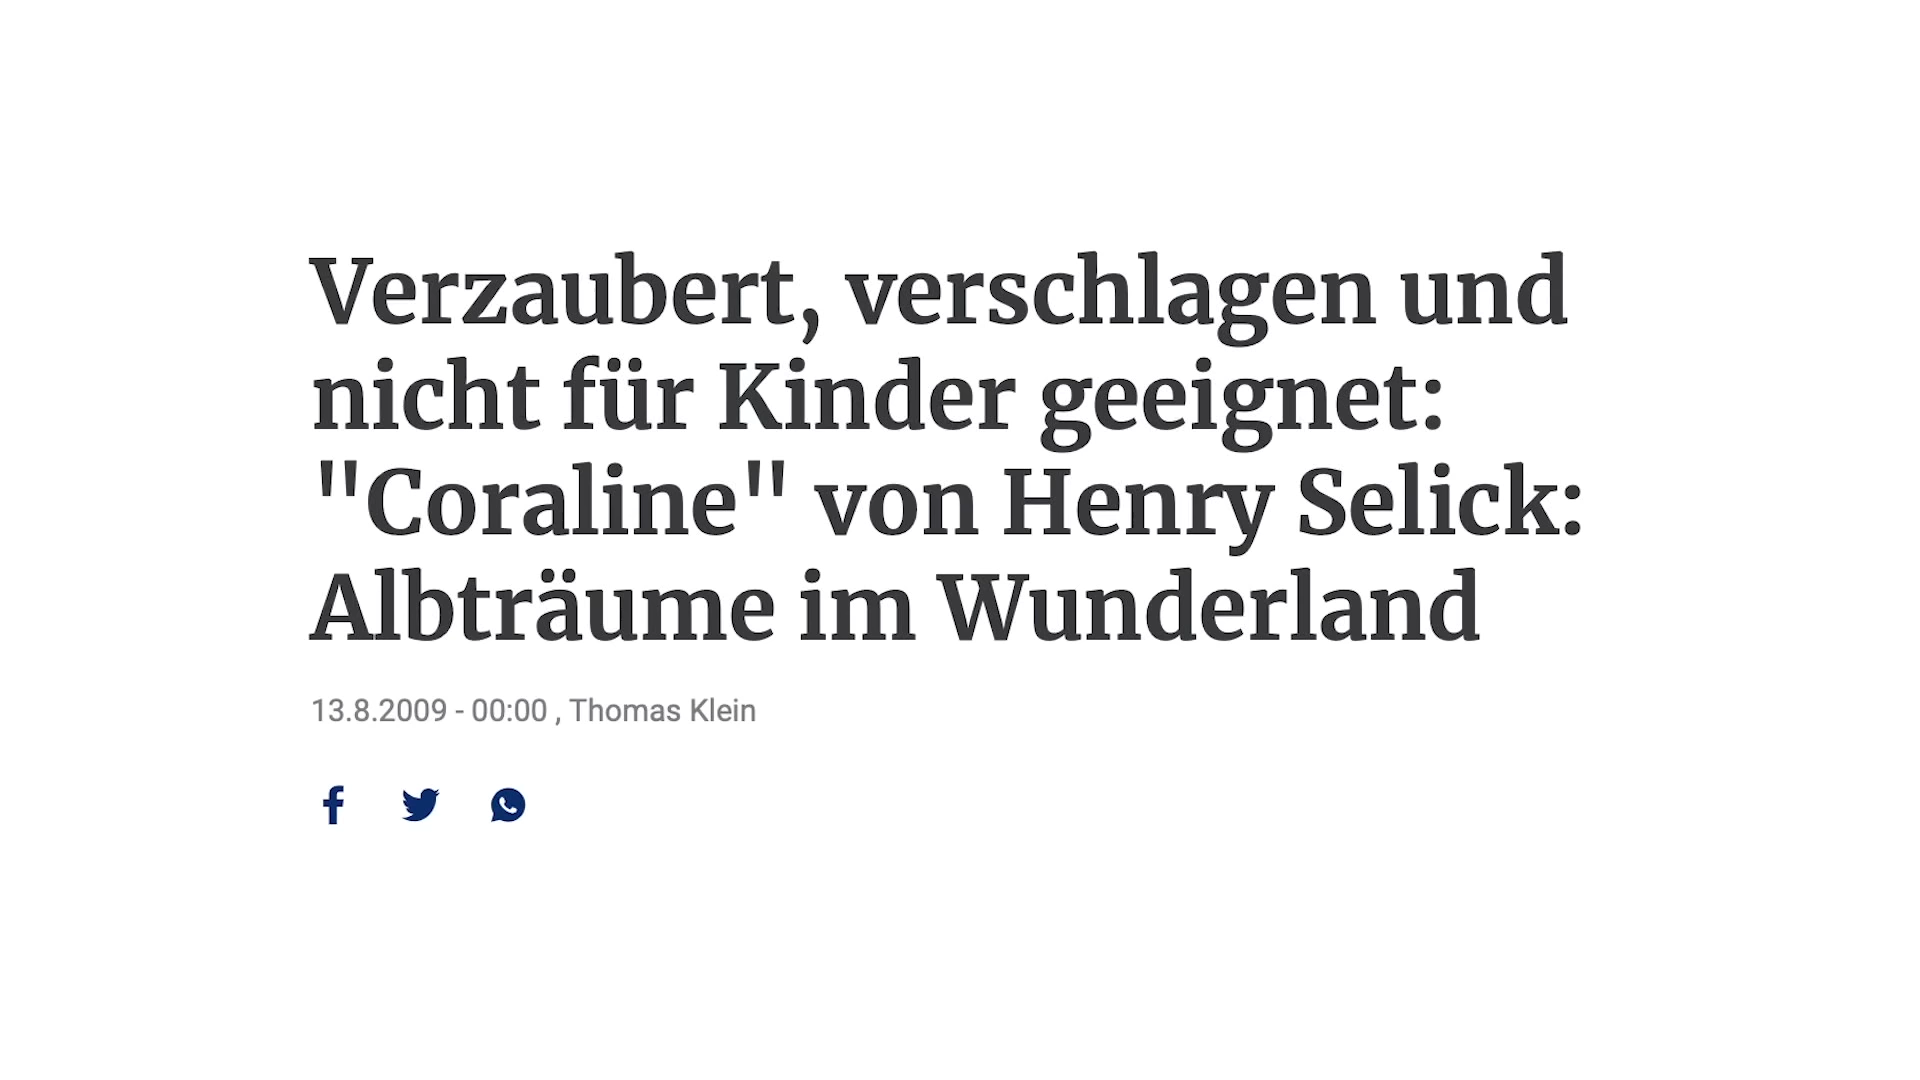 Verzaubert, verschlagen und
nicht für Kinder geeignet:
"Coraline" von Henry Selick:
Albträume im Wunderland
13.8.2009 - 00:00 , Thomas Klein